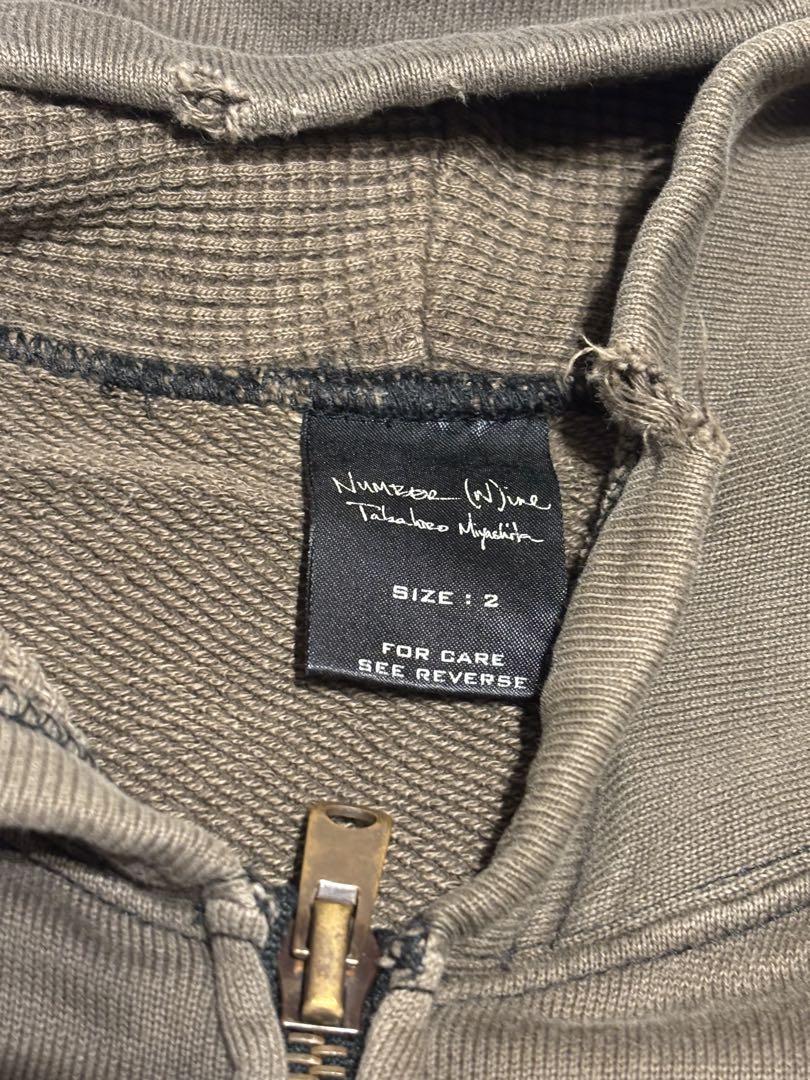 NUMBER (N)ine
Takahiro Miyashita
SIZE : 2
FOR CARE
SEE REVERSE